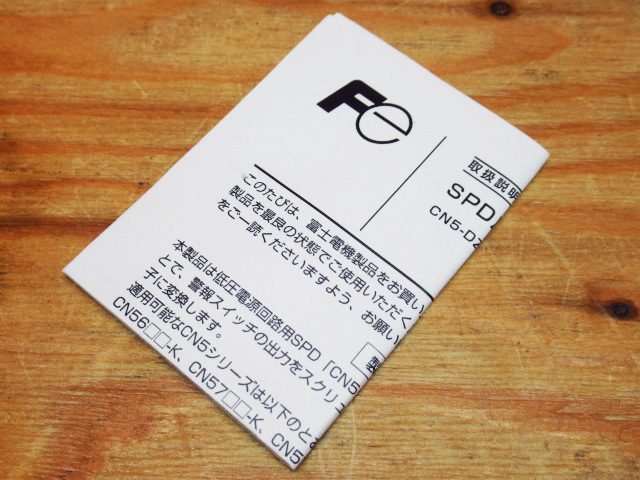 Fe
取扱説明
SPD
CN5-D
このたびは、富士電機製品をお買い
製品を最良の状態でご使用いただく
をご一読くださいますよう、お願い
製
本製品は低圧電源回路用SPD「CN5
とで、警報スイッチの出力をスクリ
子に変換します。
適用可能なCN5シリーズは以下のとお
CN56□□-K、CN57□□-K、CN5